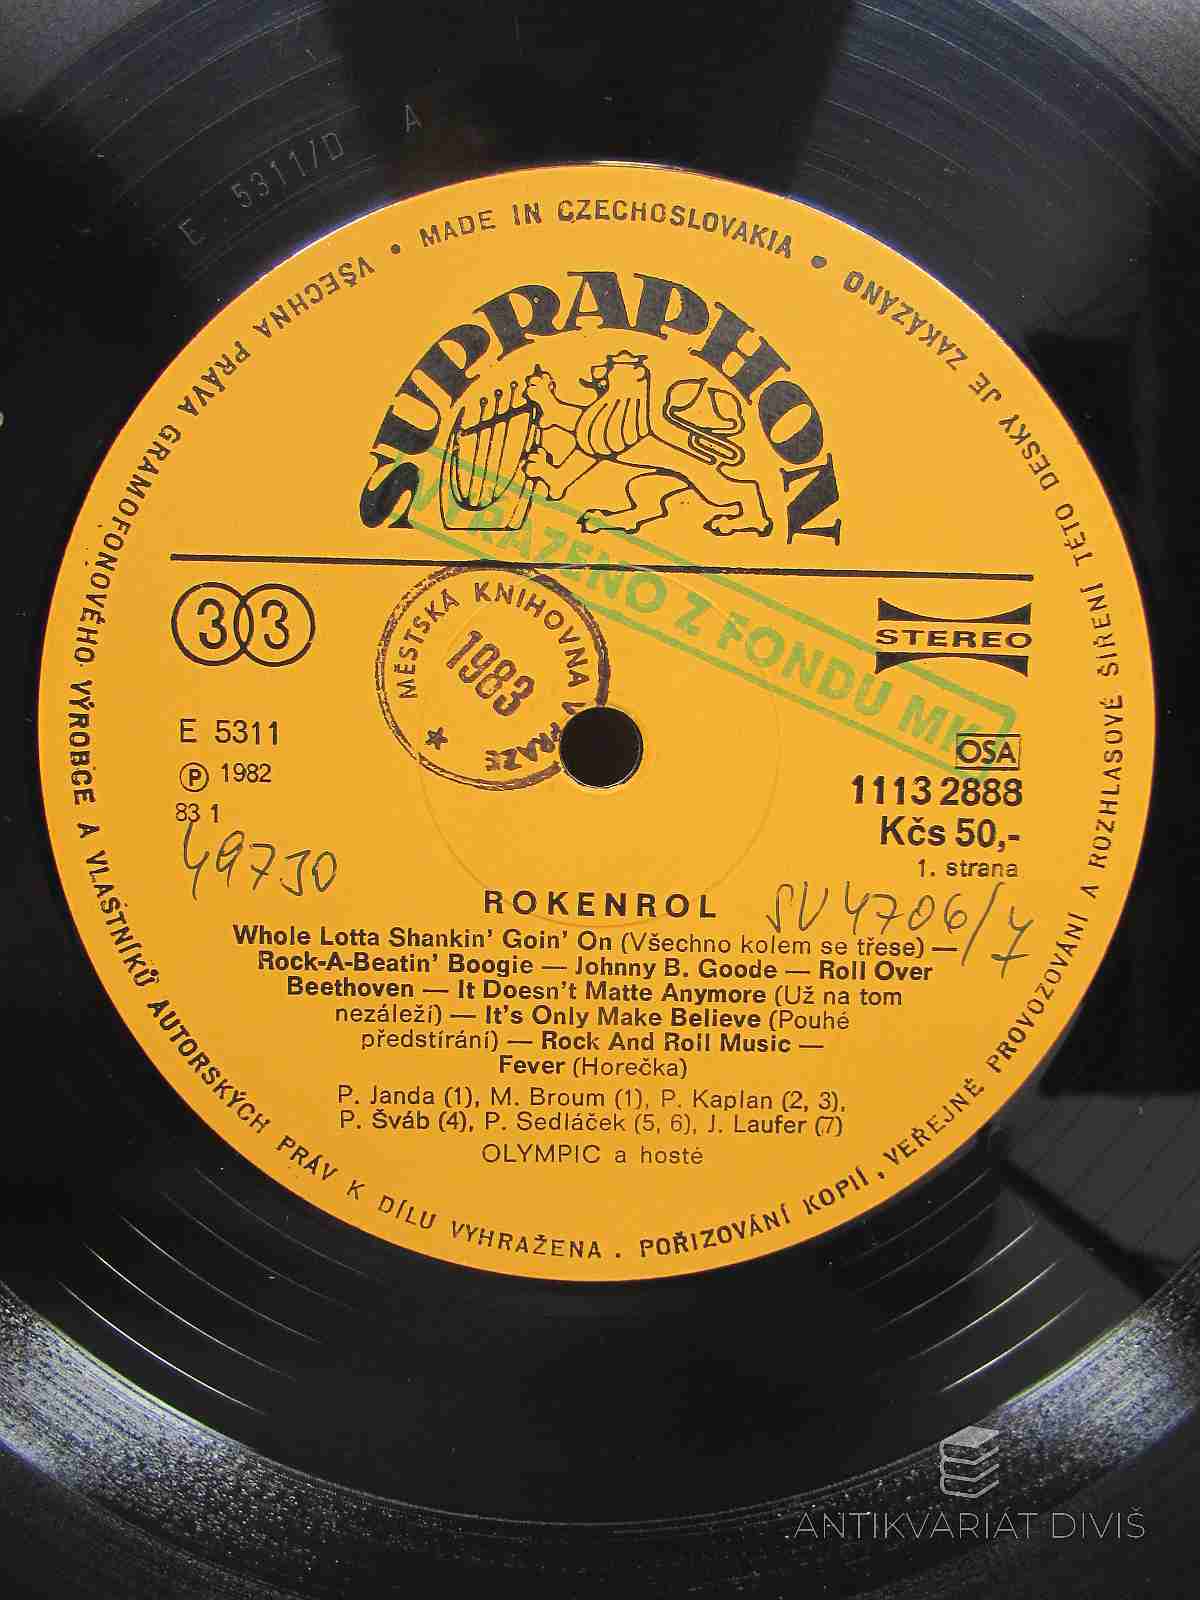 E 5311/D A
MADE IN CZECHOSLOVAKIA • ZAKÁZÁNO
VŠECHNA PRÁVA GRAMOFONOVÉHO VÝROBCE A VLASTNÍKŮ AUTORSKÝCH PRÁV K DÍLU VYHRAŽENA . POŘIZOVÁNÍ KOPIÍ, VEŘEJNÉ PROVOZOVÁNÍ A ROZHLASOVÉ ŠÍŘENÍ TÉTO DESKY JE
SUPRAPHON
VYŘAZENO Z FONDU MK
MĚSTSKÁ KNIHOVNA V PRAZE
1983
33
STEREO
E 5311
OSA
Ⓟ 1982
1113 2888
83 1
Kčs 50,-
49730
1. strana
ROKENROL
SV 4706/7
Whole Lotta Shankin' Goin' On (Všechno kolem se třese) —
Rock-A-Beatin' Boogie — Johnny B. Goode — Roll Over
Beethoven — It Doesn't Matte Anymore (Už na tom
nezáleží) — It's Only Make Believe (Pouhé
předstírání) — Rock And Roll Music —
Fever (Horečka)
P. Janda (1), M. Broum (1), P. Kaplan (2, 3),
P. Šváb (4), P. Sedláček (5, 6), J. Laufer (7)
OLYMPIC a hosté
ANTIKVARIÁT DIVIŠ